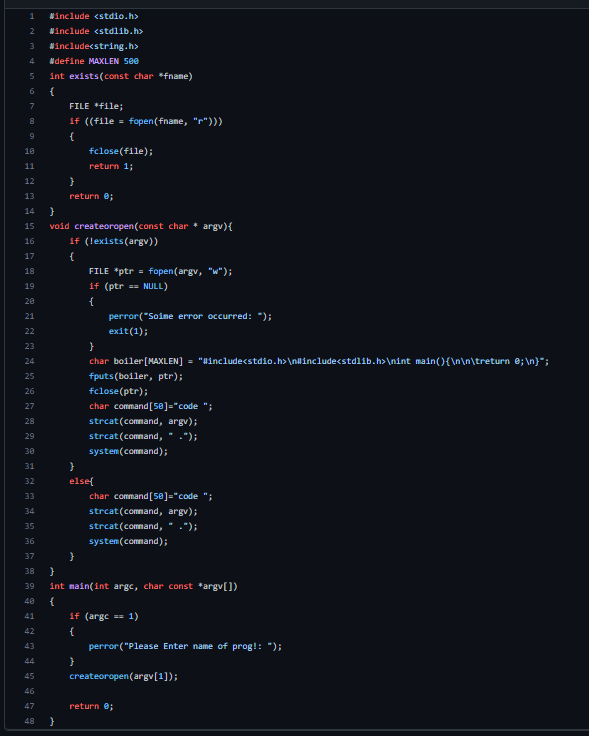 1 #include <stdio.h>
2 #include <stdlib.h>
3 #include<string.h>
4 #define MAXLEN 500
5 int exists(const char *fname)
6 {
7     FILE *file;
8     if ((file = fopen(fname, "r")))
9     {
10         fclose(file);
11         return 1;
12     }
13     return 0;
14 }
15 void createoropen(const char * argv){
16     if (!exists(argv))
17     {
18         FILE *ptr = fopen(argv, "w");
19         if (ptr == NULL)
20         {
21             perror("Soime error occurred: ");
22             exit(1);
23         }
24         char boiler[MAXLEN] = "#include<stdio.h>\n#include<stdlib.h>\nint main(){\n\n\treturn 0;\n}";
25         fputs(boiler, ptr);
26         fclose(ptr);
27         char command[50]="code ";
28         strcat(command, argv);
29         strcat(command, " .");
30         system(command);
31     }
32     else{
33         char command[50]="code ";
34         strcat(command, argv);
35         strcat(command, " .");
36         system(command);
37     }
38 }
39 int main(int argc, char const *argv[])
40 {
41     if (argc == 1)
42     {
43         perror("Please Enter name of prog!: ");
44     }
45     createoropen(argv[1]);
46
47     return 0;
48 }